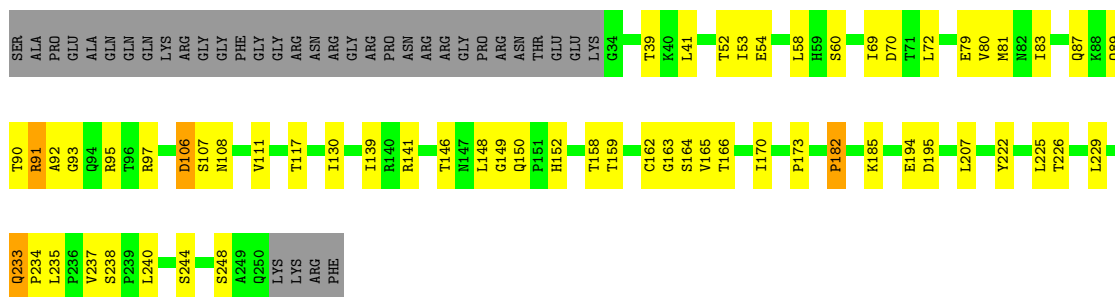 SER ALA PRO GLU ALA GLN GLN GLN LYS ARG GLY GLY PHE GLY GLY ARG ASN ARG GLY ARG PRO ASN ARG ARG GLY PRO ARG ASN THR GLU GLU LYS G34 T39 K40 L41 T52 I53 E54 L58 H59 S60 I69 D70 T71 L72 E79 V80 M81 N82 I83 Q87 K88
T90 R91 A92 G93 Q94 R95 T96 R97 D106 S107 N108 V111 T117 I130 I139 R140 R141 T146 N147 L148 G149 Q150 P151 H152 T158 T159 C162 G163 S164 V165 T166 I170 P173 P182 K185 E194 D195 L207 Y222 L225 T226 L229
Q233 P234 L235 P236 V237 S238 P239 L240 S244 S248 A249 Q250 LYS LYS ARG PHE